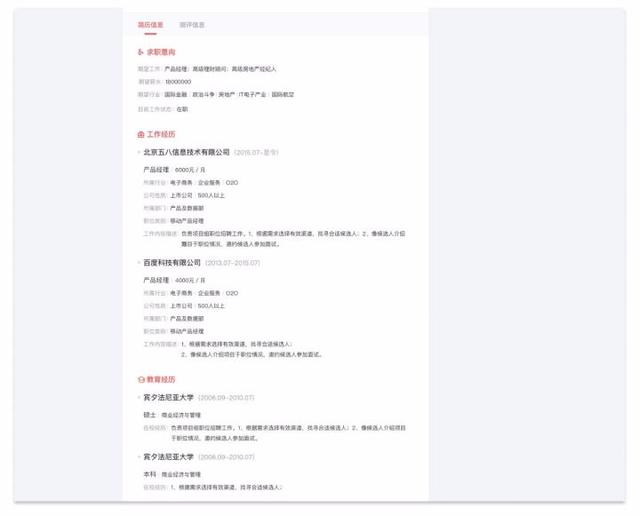 简历信息 测评信息
求职意向
期望工作：产品经理；高级理财顾问；高级房地产经纪人
期望薪水：18000000
期望行业：国际金融 政治斗争 房地产 IT电子产业 国际航空
目前工作状态：在职
工作经历
北京五八信息技术有限公司（2015.07-至今）
产品经理 6000元 / 月
所属行业：电子商务 企业服务 O2O
公司性质：上市公司 500人以上
所属部门：产品及数据部
职位类别：移动产品经理
工作内容描述：负责项目组职位招聘工作。1、根据需求选择有效渠道，找寻合适候选人；2、像候选人介绍
项目于职位情况，邀约候选人参加面试。
百度科技有限公司（2013.07-2015.07）
产品经理 4000元 / 月
所属行业：电子商务 企业服务 O2O
公司性质：上市公司 500人以上
所属部门：产品及数据部
职位类别：移动产品经理
工作内容描述：1、根据需求选择有效渠道，找寻合适候选人；
2、像候选人介绍项目于职位情况，邀约候选人参加面试。
教育经历
宾夕法尼亚大学（2006.09-2010.07）
硕士 商业经济与管理
在校经历：负责项目组职位招聘工作。1、根据需求选择有效渠道，找寻合适候选人；2、像候选人介绍项目
于职位情况，邀约候选人参加面试。
宾夕法尼亚大学（2006.09-2010.07）
本科 商业经济与管理
在校经历：1、根据需求选择有效渠道，找寻合适候选人；